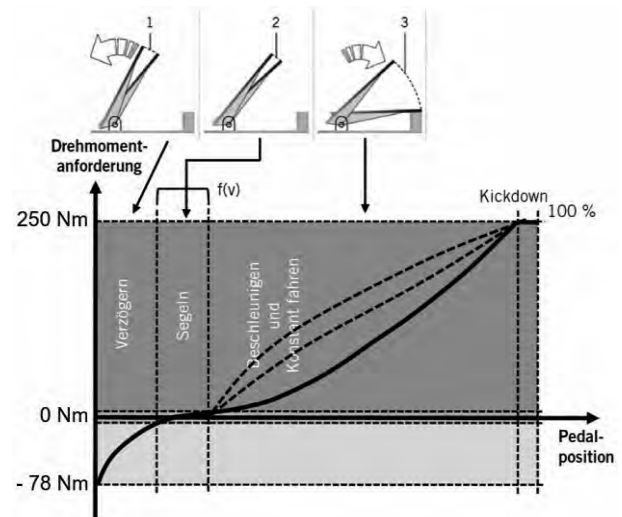 1
2
3
Drehmoment-
anforderung
f(v)
Kickdown
250 Nm
100 %
Verzögern
Segeln
Deschleunigen
und
Konstant fahren
0 Nm
Pedal-
position
- 78 Nm